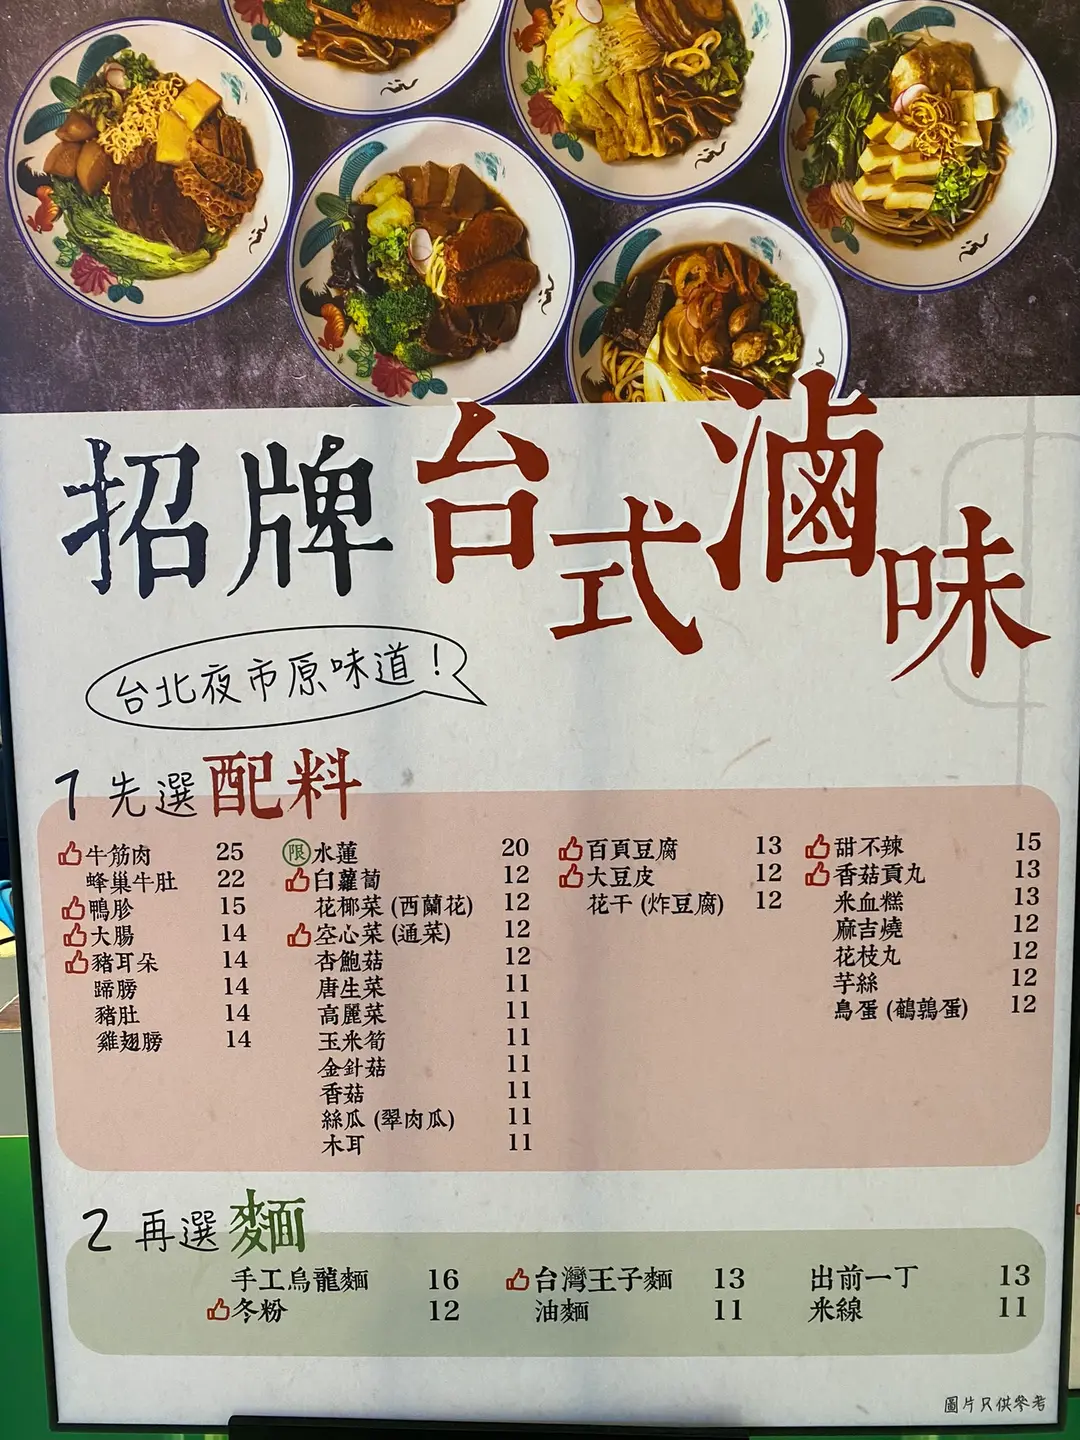 招牌台式滷味
台北夜市原味道！
1 先選配料
牛筋肉 25
蜂巢牛肚 22
鴨胗 15
大腸 14
豬耳朵 14
蹄膀 14
豬肚 14
雞翅膀 14
限 水蓮 20
白蘿蔔 12
花椰菜 (西蘭花) 12
空心菜 (通菜) 12
杏鮑菇 12
唐生菜 11
高麗菜 11
玉米筍 11
金針菇 11
香菇 11
絲瓜 (翠肉瓜) 11
木耳 11
百頁豆腐 13
大豆皮 12
花干 (炸豆腐) 12
甜不辣 15
香菇貢丸 13
米血糕 13
麻吉燒 12
花枝丸 12
芋絲 12
鳥蛋 (鵪鶉蛋) 12
2 再選麵
手工烏龍麵 16
台灣王子麵 13
出前一丁 13
冬粉 12
油麵 11
米線 11
圖片只供參考